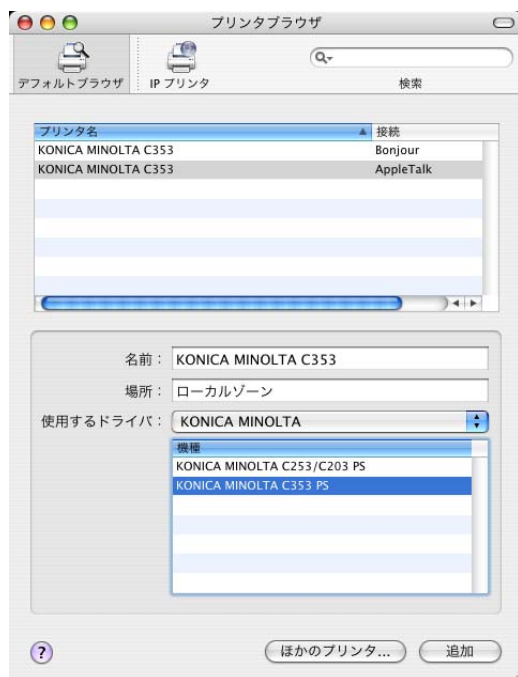 プリンタブラウザ
デフォルトブラウザ IP プリンタ 検索
プリンタ名 接続
KONICA MINOLTA C353 Bonjour
KONICA MINOLTA C353 AppleTalk
名前： KONICA MINOLTA C353
場所： ローカルゾーン
使用するドライバ： KONICA MINOLTA
機種
KONICA MINOLTA C253/C203 PS
KONICA MINOLTA C353 PS
? ほかのプリンタ... 追加